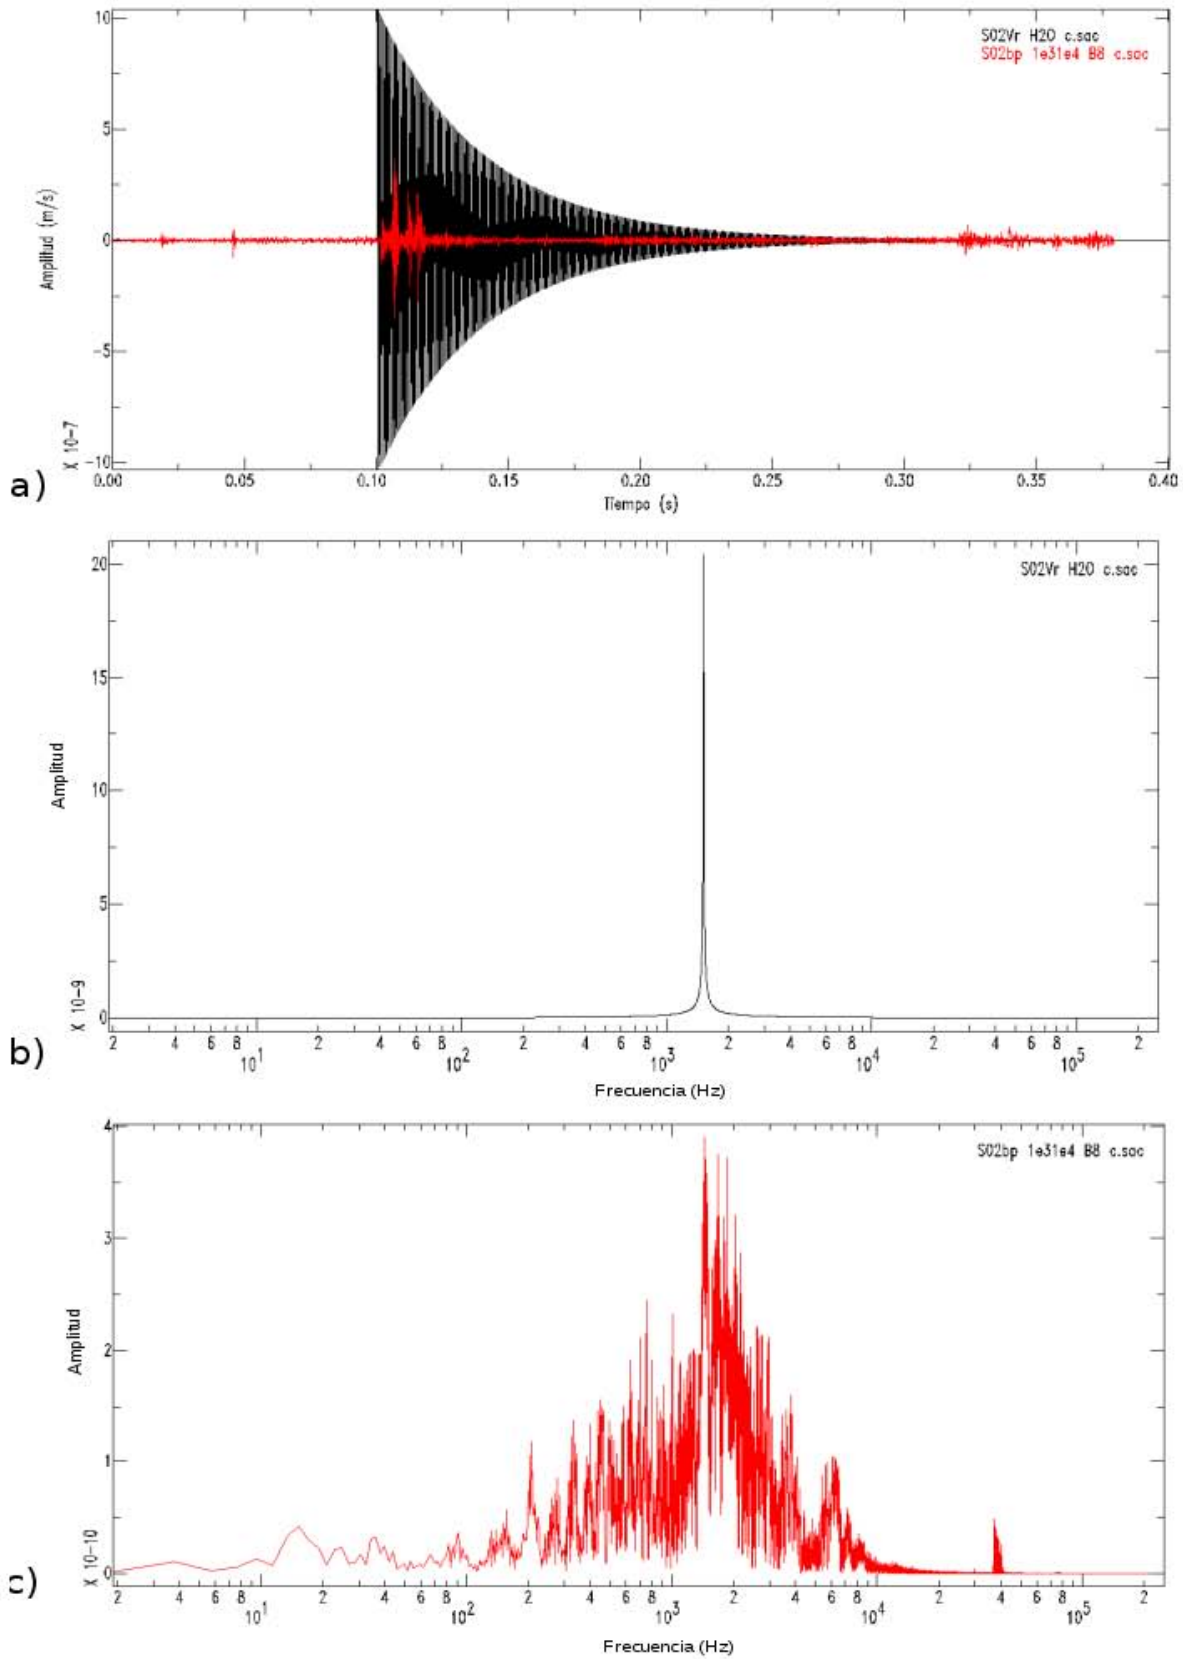 10
S02Vr H2O c.sac
S02bp 1e31e4 B8 c.sac
5
0
-5
-10
Amplitud (m/s)
X 10-7
0.00 0.05 0.10 0.15 0.20 0.25 0.30 0.35 0.40
a)
Tiempo (s)
20
S02Vr H2O c.sac
15
10
5
0
Amplitud
X 10-9
2 4 6 8 10^1 2 4 6 8 10^2 2 4 6 8 10^3 2 4 6 8 10^4 2 4 6 8 10^5 2
b)
Frecuencia (Hz)
4
S02bp 1e31e4 B8 c.sac
3
2
1
0
Amplitud
X 10-10
2 4 6 8 10^1 2 4 6 8 10^2 2 4 6 8 10^3 2 4 6 8 10^4 2 4 6 8 10^5 2
c)
Frecuencia (Hz)